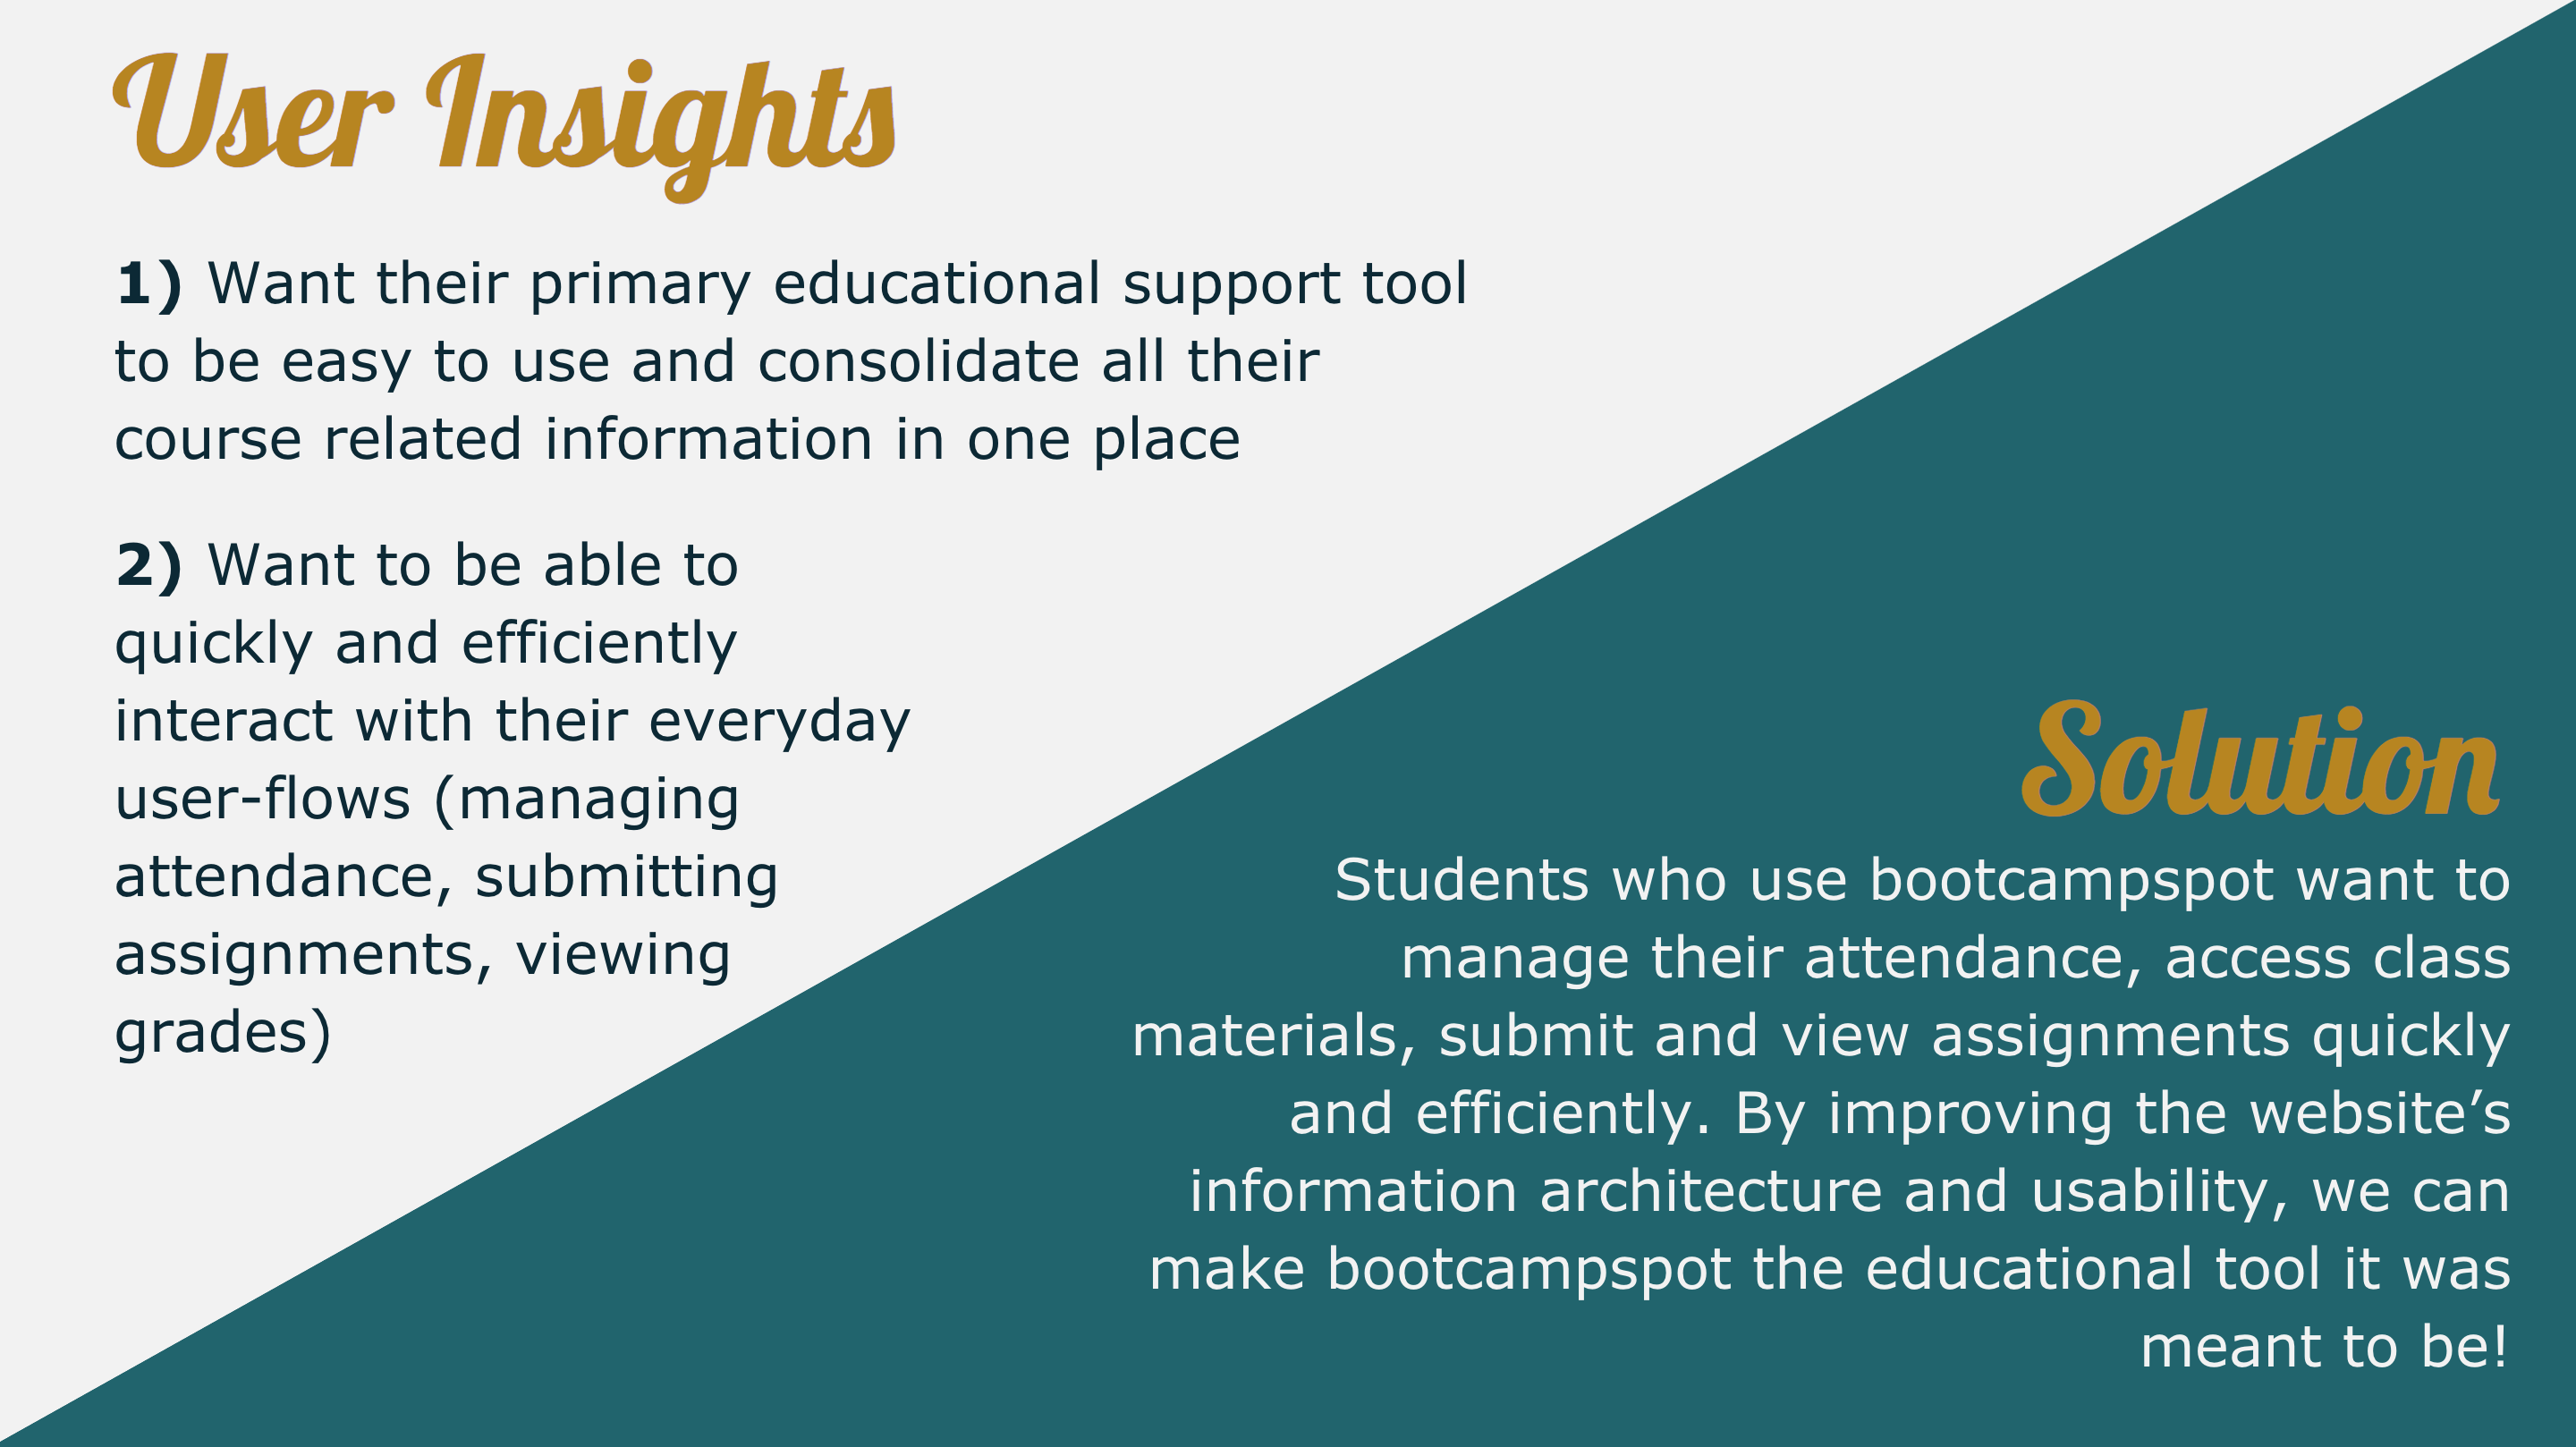 User Insights
1) Want their primary educational support tool
to be easy to use and consolidate all their
course related information in one place
2) Want to be able to
quickly and efficiently
interact with their everyday
user-flows (managing
attendance, submitting
assignments, viewing
grades)
Solution
Students who use bootcampspot want to
manage their attendance, access class
materials, submit and view assignments quickly
and efficiently. By improving the website’s
information architecture and usability, we can
make bootcampspot the educational tool it was
meant to be!